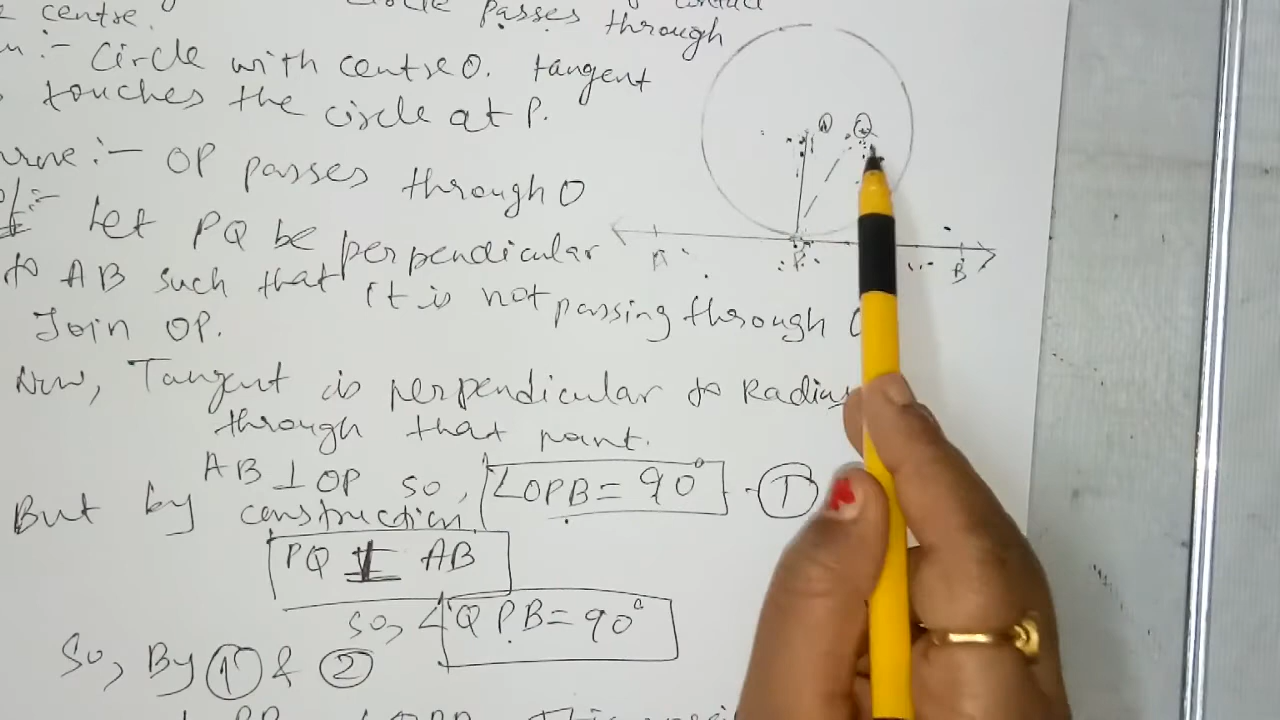 centre.
Circle passes through
:- Circle with centre O. tangent
touches the circle at P.
:- OP passes through O
:- Let PQ be perpendicular
to AB such that it is not passing through
Join OP.
Now, Tangent is perpendicular to Radius
through that point.
AB ⊥ OP so, ∠OPB = 90° - ①
But by construction
PQ ⊥ AB
so, ∠QPB = 90°
So, By ① & ②
O Q
A P B